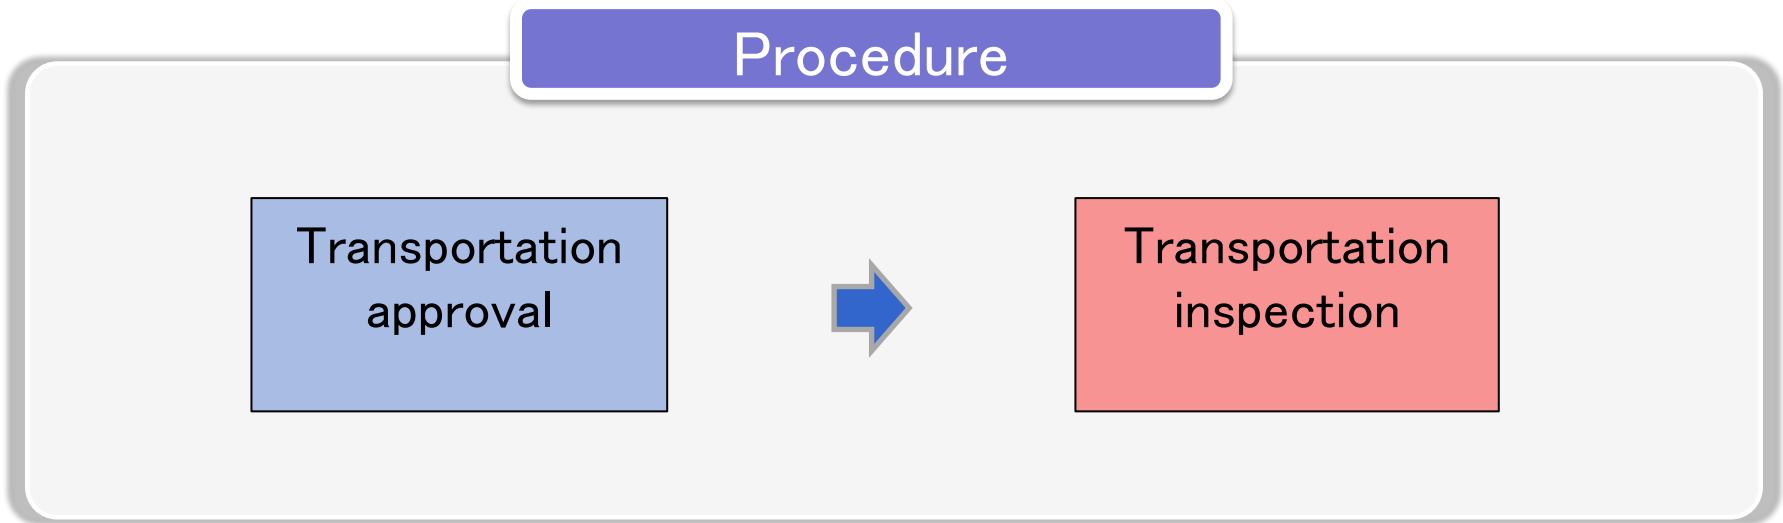 Procedure
Transportation
approval
Transportation
inspection